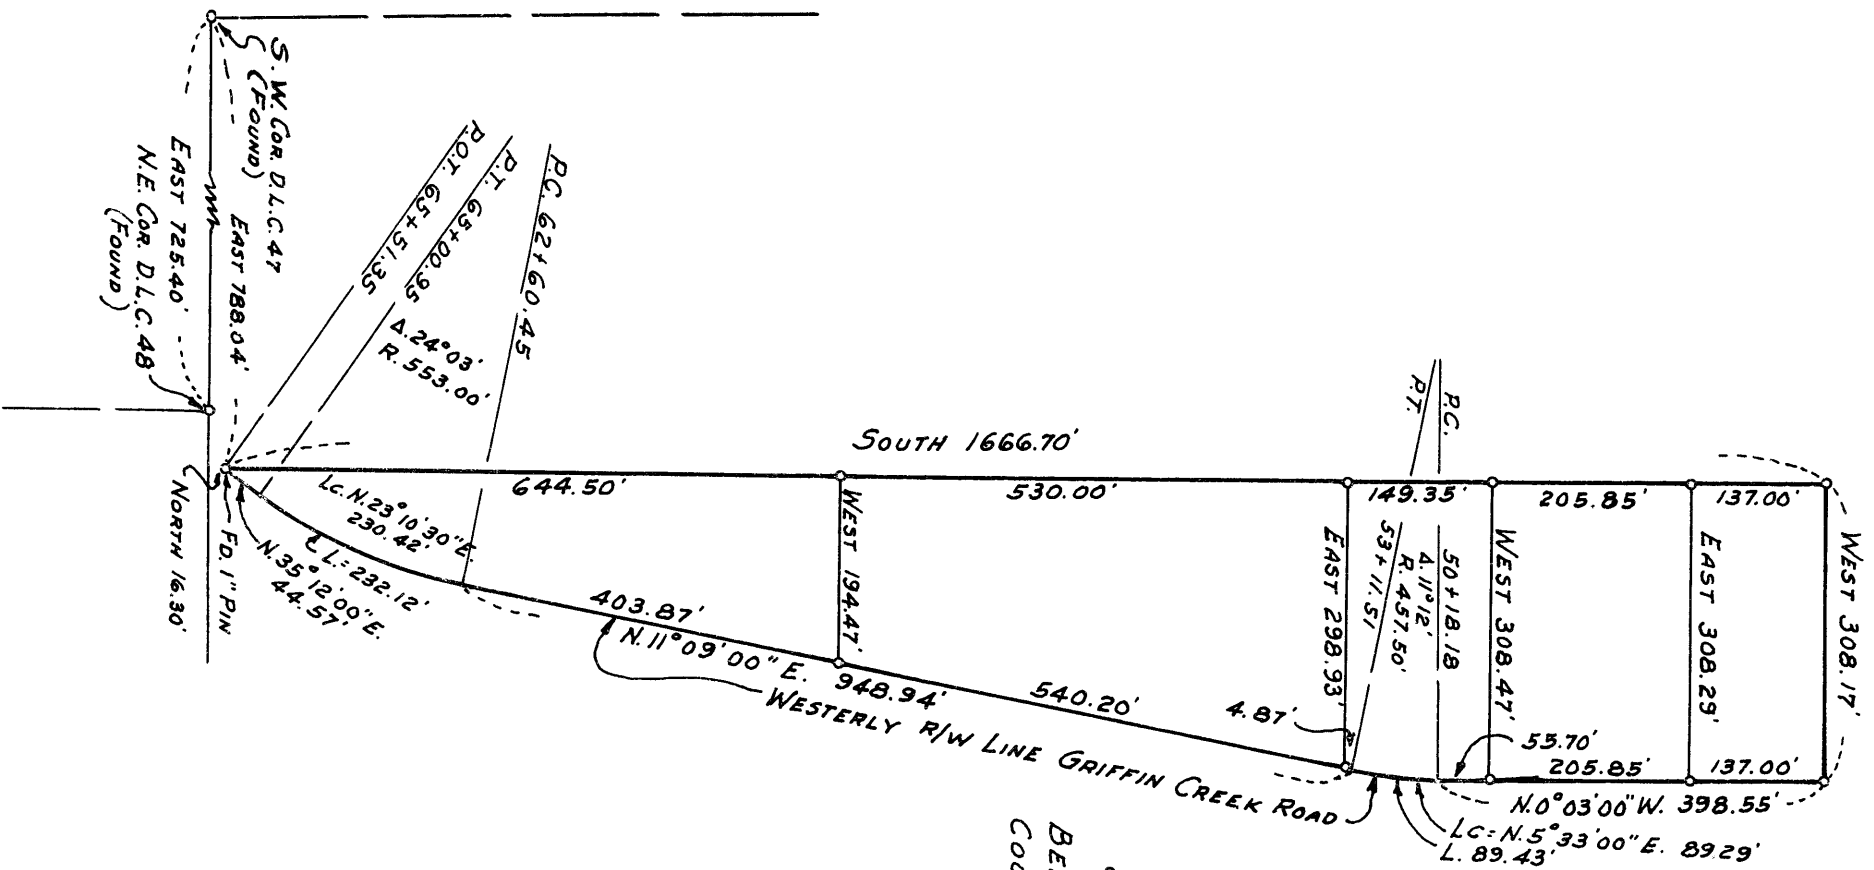 S.W. COR. D.L.C. 47
(FOUND)
EAST 788.04'
EAST 725.40'
N.E. COR. D.L.C. 48
(FOUND)
P.O.T. 65+51.35
P.T. 65+00.95
P.C. 62+60.45
Δ. 24°03'
R. 553.00'
SOUTH 1666.70'
644.50'
530.00'
149.35'
205.85'
137.00'
P.C.
P.T.
Lc. N.23°10'30"E.
230.42'
℄ L.= 232.12'
N.35°12'00"E.
44.57'
FD. 1" PIN
NORTH 16.30'
WEST 194.47'
EAST 298.93'
53+11.51
R. 457.50'
Δ. 11°12'
50+18.18
WEST 308.47'
EAST 308.29'
WEST 308.17'
403.87'
N.11°09'00"E. 948.94'
540.20'
4.87'
WESTERLY R/W LINE GRIFFIN CREEK ROAD
55.70'
205.85'
137.00'
N.0°03'00"W. 398.55'
Lc= N.5°33'00"E. 89.29'
L. 89.43'